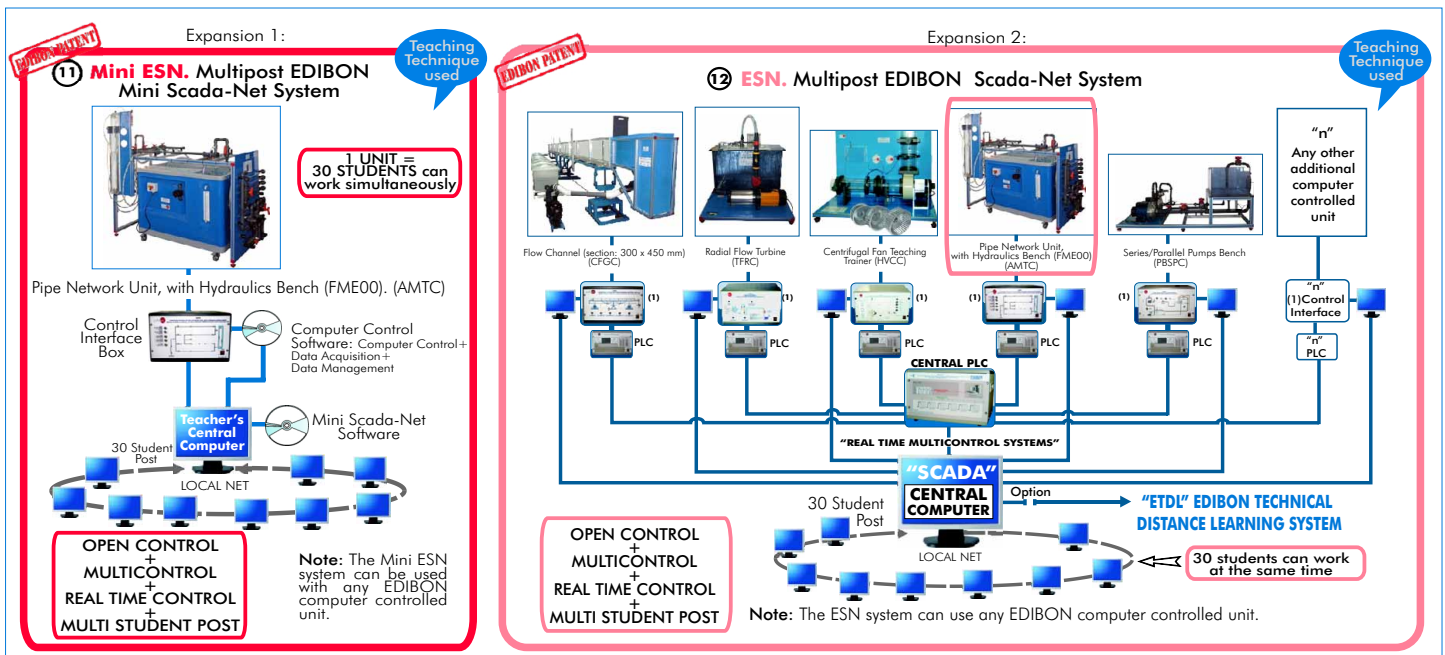 Expansion 1:
EDIBON PATENT
Teaching
Technique
used
11 Mini ESN. Multipost EDIBON
Mini Scada-Net System
1 UNIT =
30 STUDENTS can
work simultaneously
Pipe Network Unit, with Hydraulics Bench (FME00). (AMTC)
Control
Interface
Box
Computer Control
Software: Computer Control+
Data Acquisition+
Data Management
Teacher's
Central
Computer
Mini Scada-Net
Software
30 Student
Post
LOCAL NET
OPEN CONTROL
+
MULTICONTROL
+
REAL TIME CONTROL
+
MULTI STUDENT POST
Note: The Mini ESN
system can be used
with any EDIBON
computer controlled
unit.
Expansion 2:
EDIBON PATENT
Teaching
Technique
used
12 ESN. Multipost EDIBON Scada-Net System
Flow Channel (section: 300 x 450 mm)
(CFGC)
Radial Flow Turbine
(TFRC)
Centrifugal Fan Teaching
Trainer (HVCC)
Pipe Network Unit,
with Hydraulics Bench (FME00)
(AMTC)
Series/Parallel Pumps Bench
(PBSPC)
"n"
Any other
additional
computer
controlled
unit
(1)
(1)
(1)
(1)
(1)
"n"
(1)Control
Interface
PLC
PLC
PLC
PLC
PLC
"n"
PLC
CENTRAL PLC
"REAL TIME MULTICONTROL SYSTEMS"
"SCADA"
CENTRAL
COMPUTER
Option
"ETDL" EDIBON TECHNICAL
DISTANCE LEARNING SYSTEM
30 Student
Post
LOCAL NET
30 students can work
at the same time
OPEN CONTROL
+
MULTICONTROL
+
REAL TIME CONTROL
+
MULTI STUDENT POST
Note: The ESN system can use any EDIBON computer controlled unit.